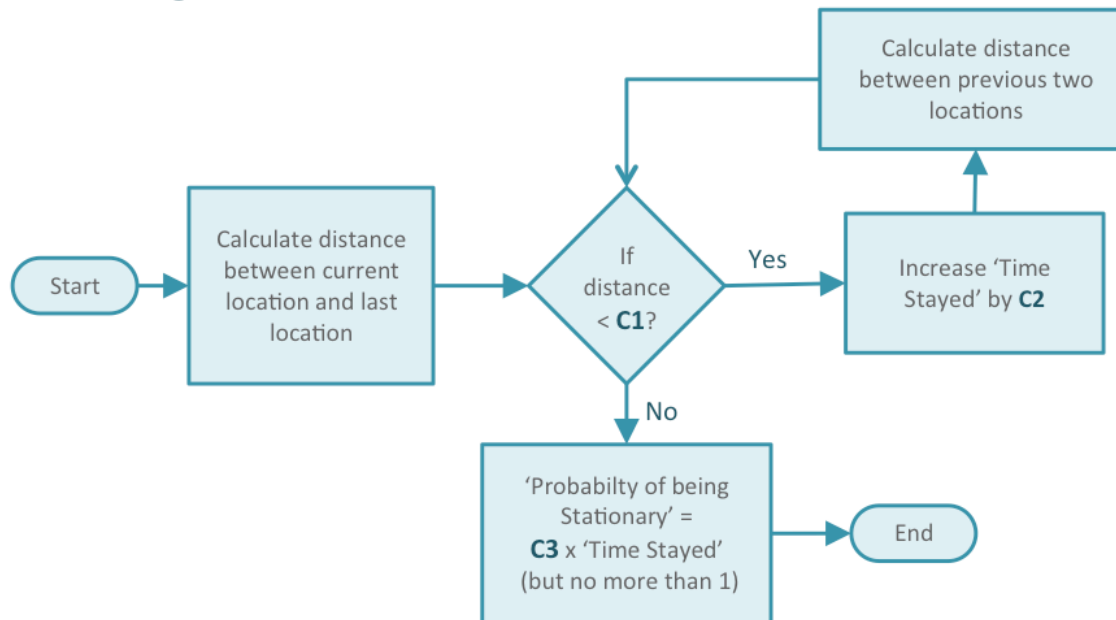 Start
Calculate distance
between current
location and last
location
If
distance
< C1?
Yes
Increase ‘Time
Stayed’ by C2
Calculate distance
between previous two
locations
No
‘Probabilty of being
Stationary’ =
C3 x ‘Time Stayed’
(but no more than 1)
End